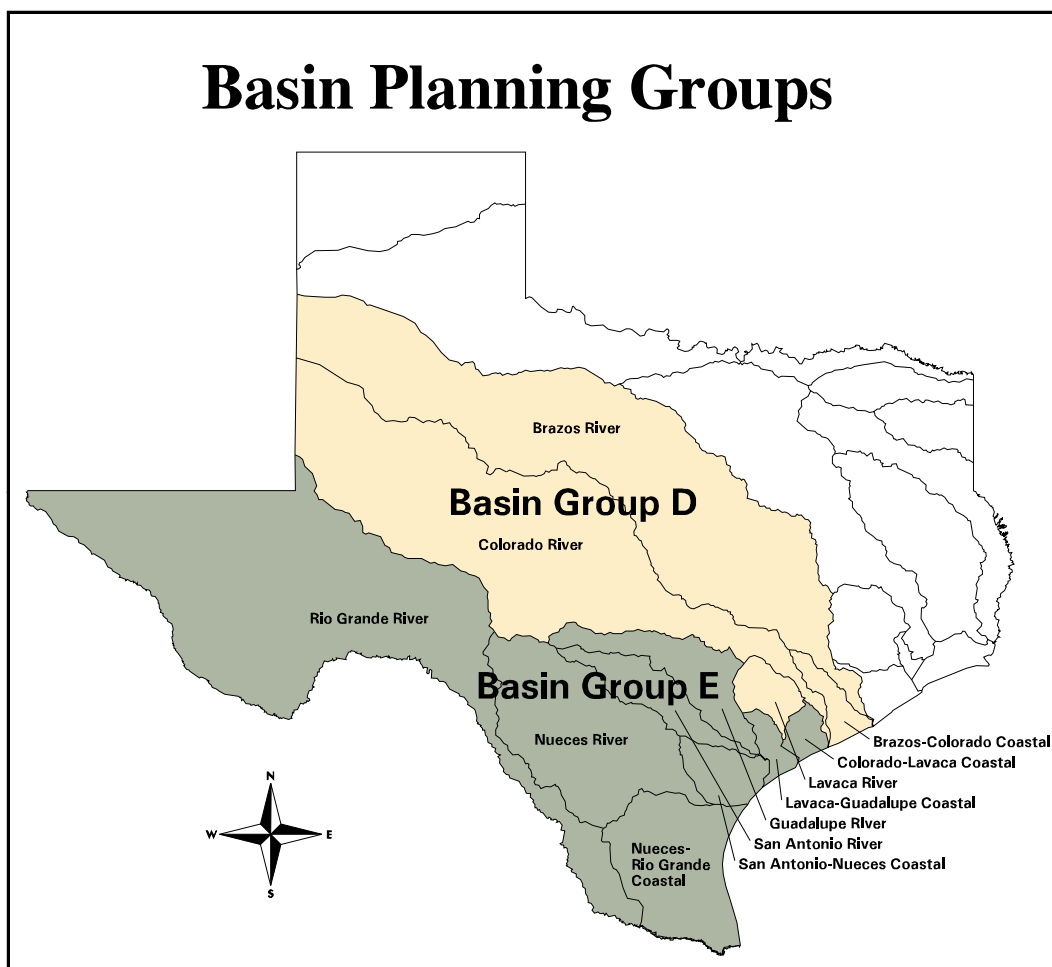 Basin Planning Groups
Brazos River
Basin Group D
Colorado River
Rio Grande River
Basin Group E
Nueces River
Brazos-Colorado Coastal
Colorado-Lavaca Coastal
Lavaca River
Lavaca-Guadalupe Coastal
Guadalupe River
San Antonio River
San Antonio-Nueces Coastal
Nueces-
Rio Grande
Coastal
N
W
E
S